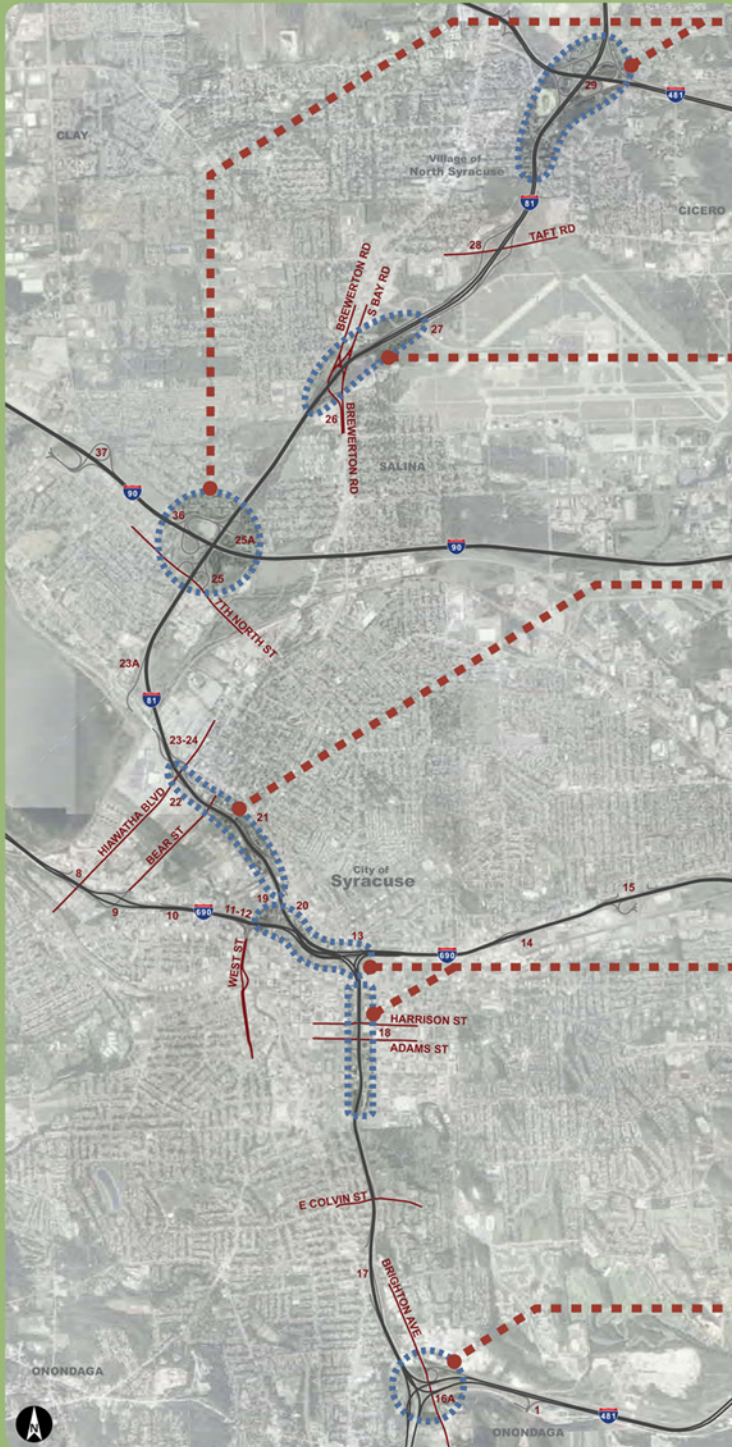 29
481
CLAY
Village of
North Syracuse
81
CICERO
28
TAFT RD
BREWERTON RD
S BAY RD
27
26
BREWERTON RD
37
SALINA
90
36
25A
90
25
7TH NORTH ST
23A
81
23-24
22
HIAWATHA BLVD
BEAR ST
21
City of
Syracuse
8
9
10
690
11-12
19
20
13
15
14
690
WEST ST
HARRISON ST
18
ADAMS ST
E COLVIN ST
17
BRIGHTON AVE
ONONDAGA
16A
1
481
ONONDAGA
N